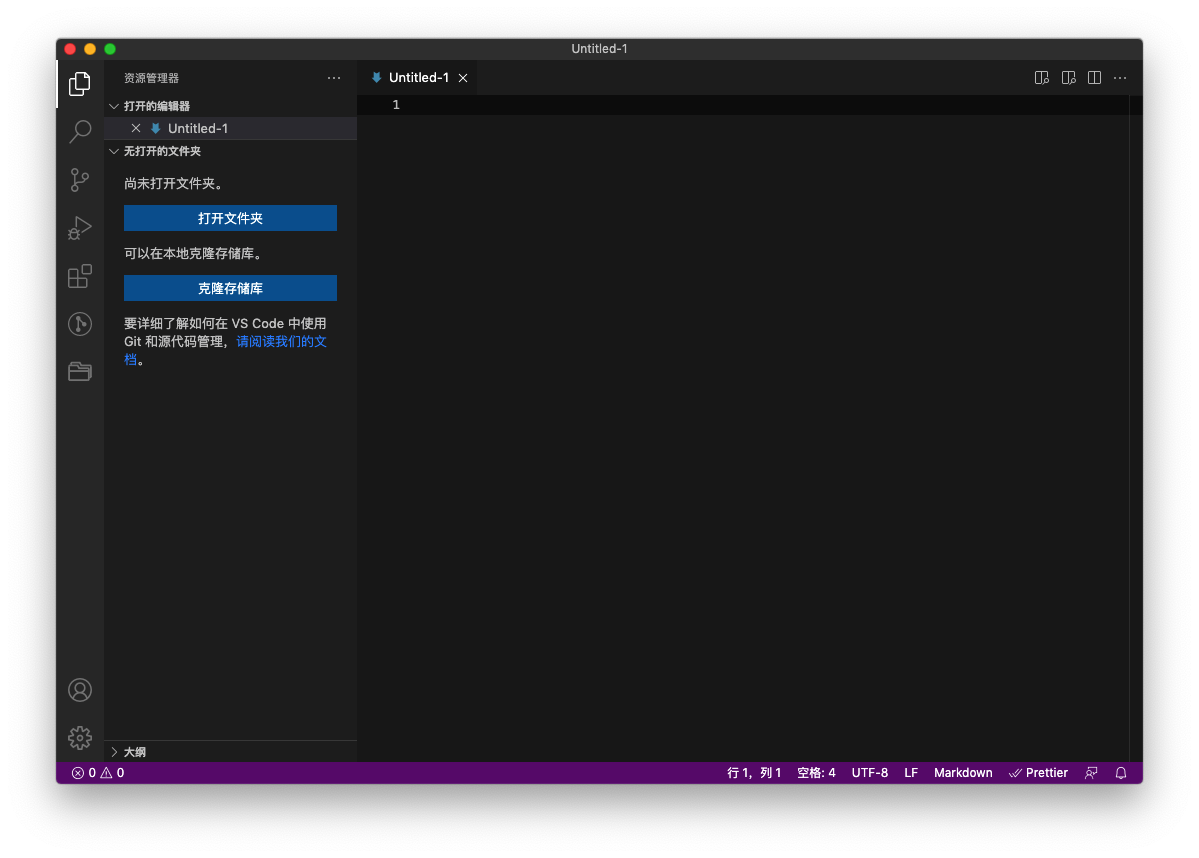 Untitled-1
资源管理器
打开的编辑器
Untitled-1
无打开的文件夹
尚未打开文件夹。
打开文件夹
可以在本地克隆存储库。
克隆存储库
要详细了解如何在 VS Code 中使用
Git 和源代码管理，请阅读我们的文
档。
大纲
Untitled-1
1
0 0
行 1，列 1 空格: 4 UTF-8 LF Markdown Prettier